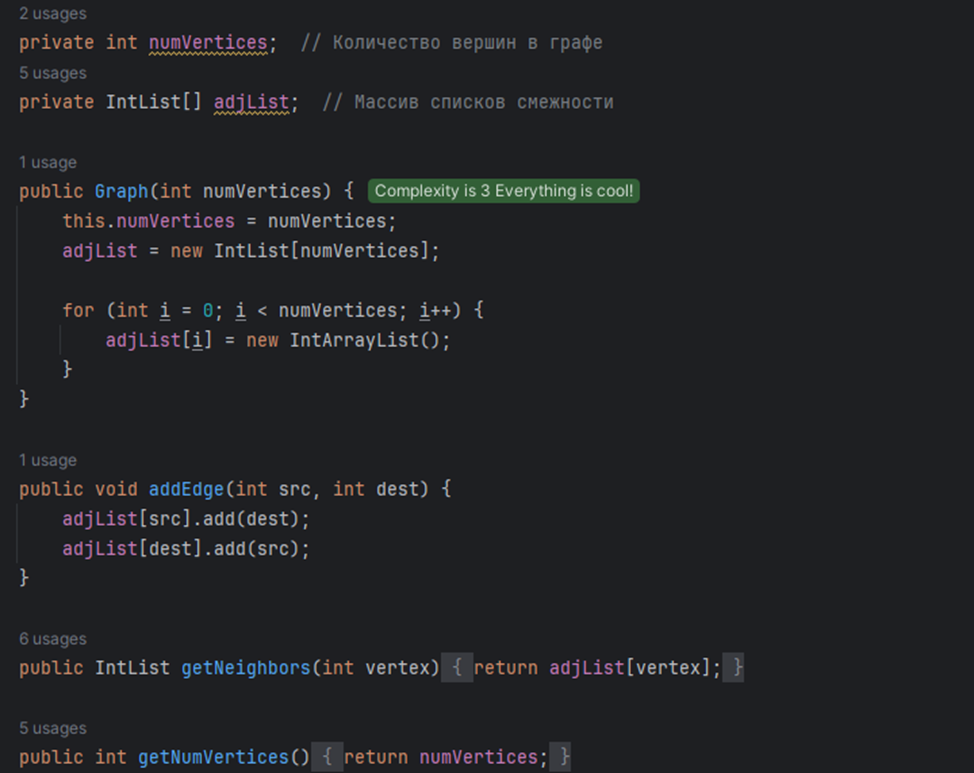 2 usages
private int numVertices;  // Количество вершин в графе
5 usages
private IntList[] adjList;  // Массив списков смежности
1 usage
public Graph(int numVertices) { Complexity is 3 Everything is cool!
this.numVertices = numVertices;
adjList = new IntList[numVertices];
for (int i = 0; i < numVertices; i++) {
adjList[i] = new IntArrayList();
}
}
1 usage
public void addEdge(int src, int dest) {
adjList[src].add(dest);
adjList[dest].add(src);
}
6 usages
public IntList getNeighbors(int vertex) { return adjList[vertex]; }
5 usages
public int getNumVertices() { return numVertices; }